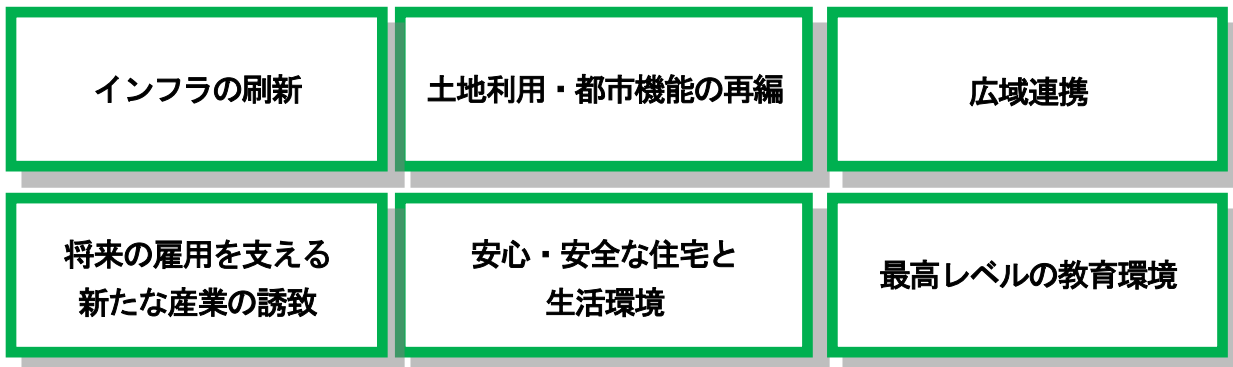 インフラの刷新
土地利用・都市機能の再編
広域連携
将来の雇用を支える
新たな産業の誘致
安心・安全な住宅と
生活環境
最高レベルの教育環境